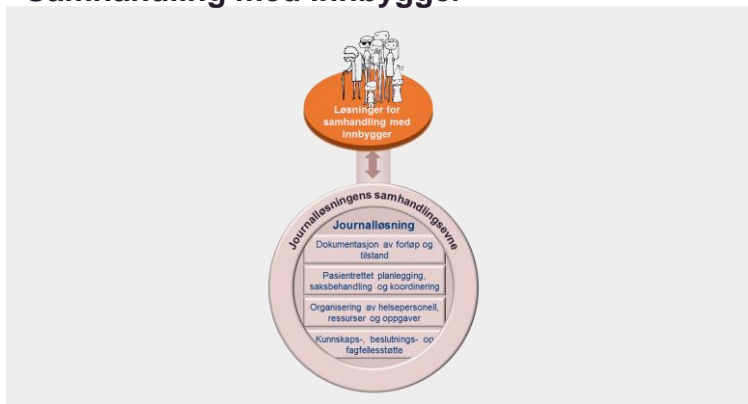 Samhandling med innbygger
Løsninger for
samhandling med
innbygger
Journalløsningens samhandlingsevne
Journalløsning
Dokumentasjon av forløp og
tilstand
Pasientrettet planlegging,
saksbehandling og koordinering
Organisering av helsepersonell,
ressurser og oppgaver
Kunnskaps-, beslutnings- og
fagfellesstøtte